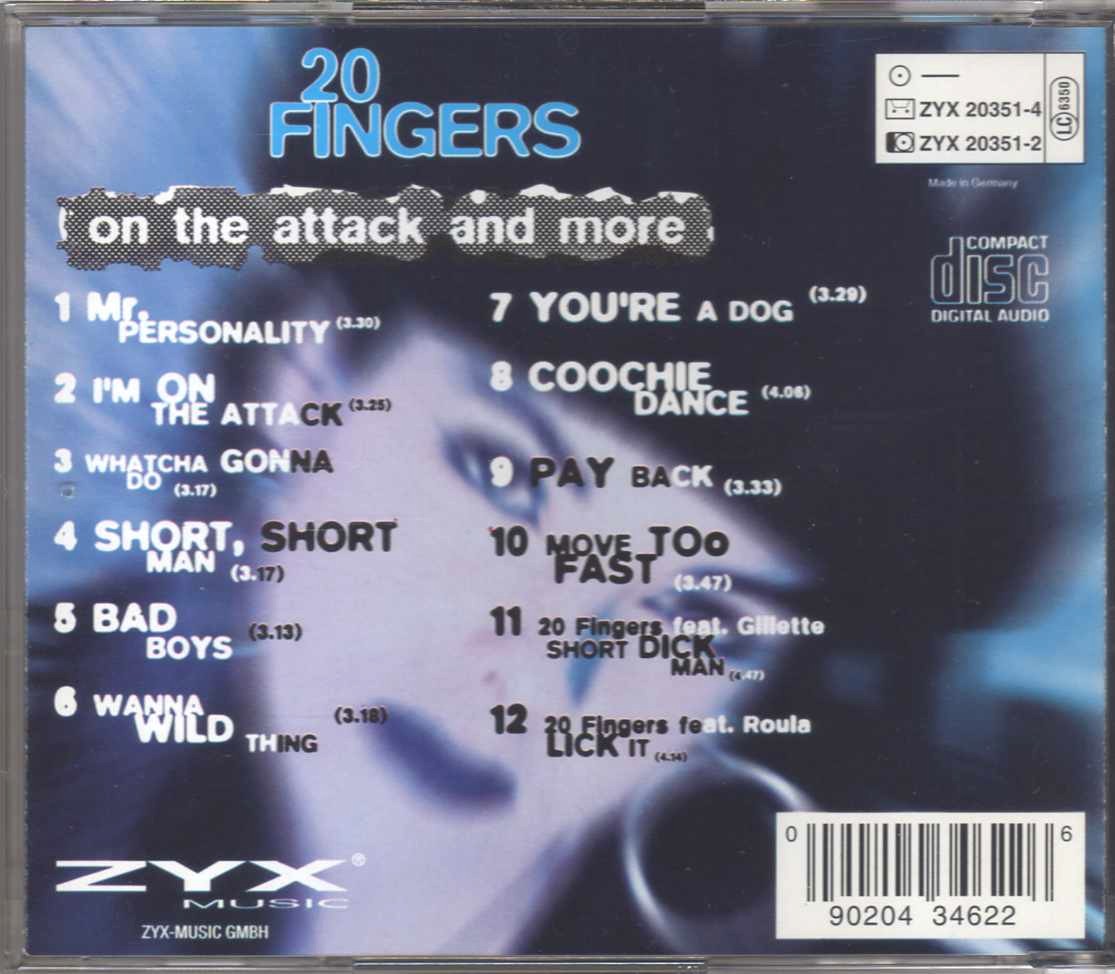 20
FINGERS
on the attack and more
1 Mr.
PERSONALITY (3.30)
2 I'M ON
THE ATTACK (3.25)
3 WHATCHA GONNA
DO (3.17)
4 SHORT, SHORT
MAN (3.17)
5 BAD
BOYS (3.13)
6 WANNA
WILD THING (3.18)
7 YOU'RE A DOG (3.29)
8 COOCHIE
DANCE (4.06)
9 PAY BACK (3.33)
10 MOVE TOo
FAST (3.47)
11 20 Fingers feat. Gillette
SHORT DICK
MAN (4.47)
12 20 Fingers feat. Roula
LICK IT (4.14)
ZYX 20351-4
ZYX 20351-2
LC 6350
Made in Germany
COMPACT
disc
DIGITAL AUDIO
ZYX®
MUSIC
ZYX-MUSIC GMBH
0 90204 34622 6